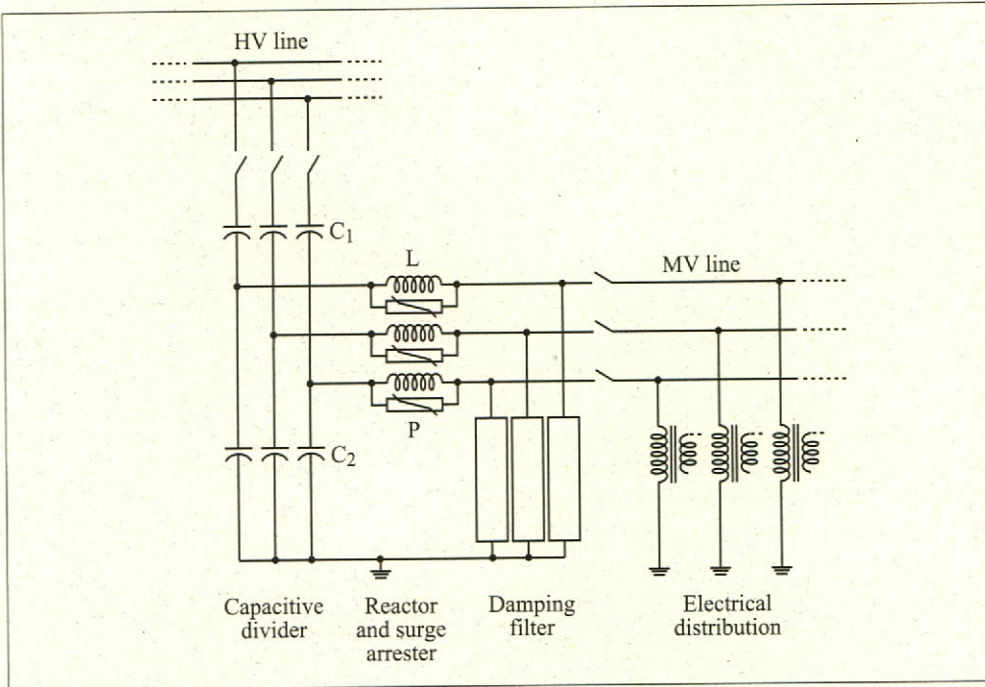 HV line
C1
L
MV line
P
C2
Capacitive
divider
Reactor
and surge
arrester
Damping
filter
Electrical
distribution